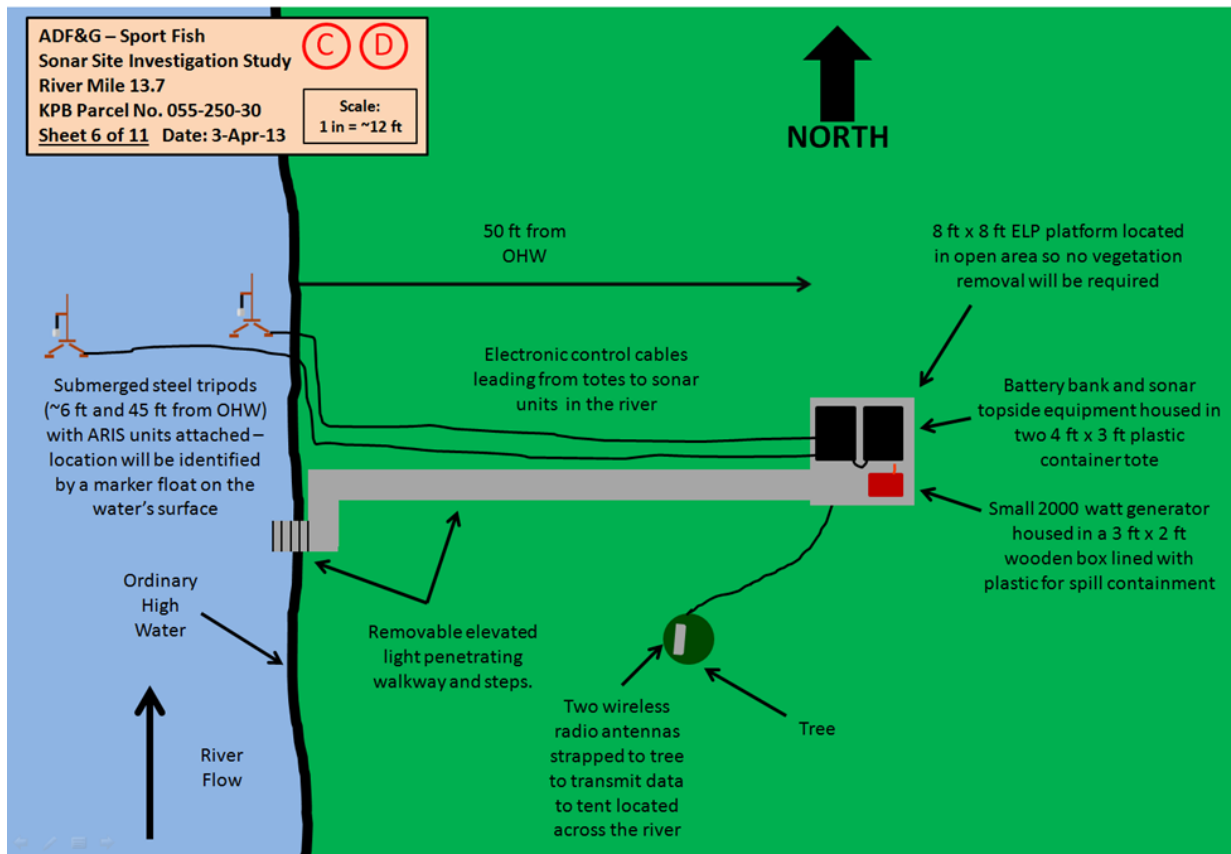 ADF&G – Sport Fish
Sonar Site Investigation Study
River Mile 13.7
KPB Parcel No. 055-250-30
Sheet 6 of 11 Date: 3-Apr-13
C D
Scale:
1 in = ~12 ft
NORTH
50 ft from
OHW
8 ft x 8 ft ELP platform located
in open area so no vegetation
removal will be required
Electronic control cables
leading from totes to sonar
units in the river
Submerged steel tripods
(~6 ft and 45 ft from OHW)
with ARIS units attached –
location will be identified
by a marker float on the
water's surface
Battery bank and sonar
topside equipment housed in
two 4 ft x 3 ft plastic
container tote
Small 2000 watt generator
housed in a 3 ft x 2 ft
wooden box lined with
plastic for spill containment
Ordinary
High
Water
Removable elevated
light penetrating
walkway and steps.
Two wireless
radio antennas
strapped to tree
to transmit data
to tent located
across the river
Tree
River
Flow